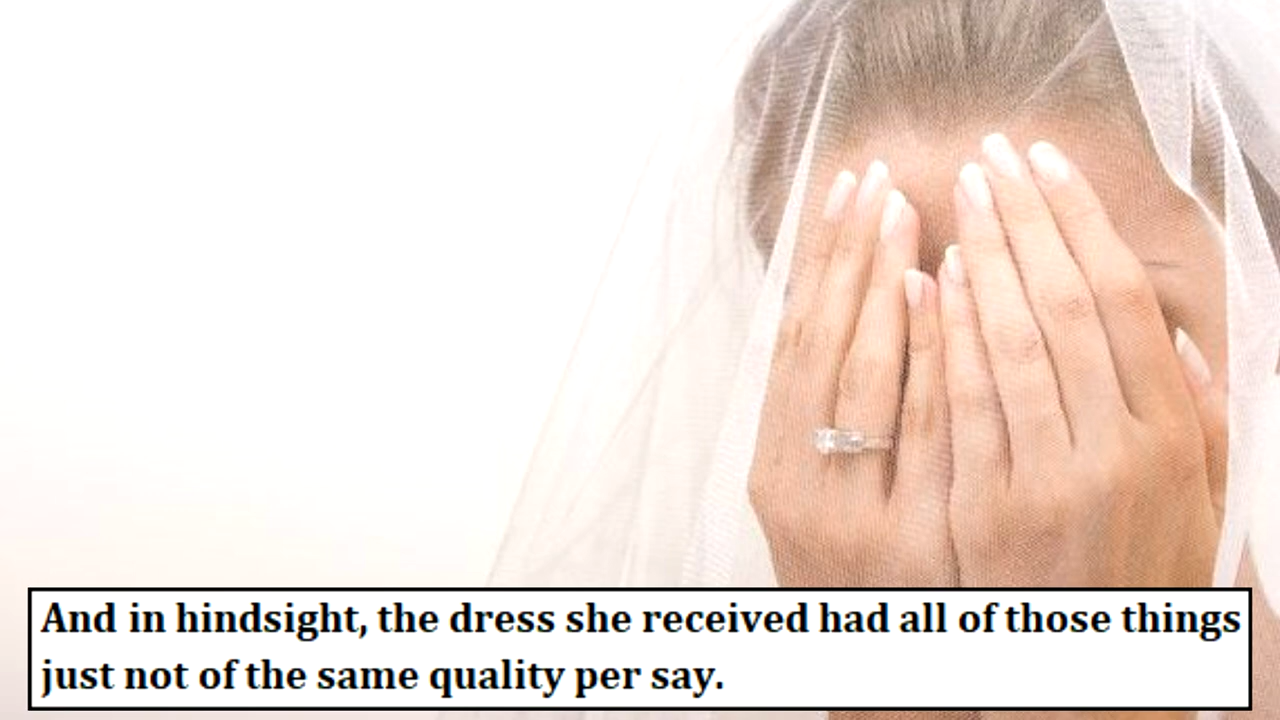 And in hindsight, the dress she received had all of those things
just not of the same quality per say.